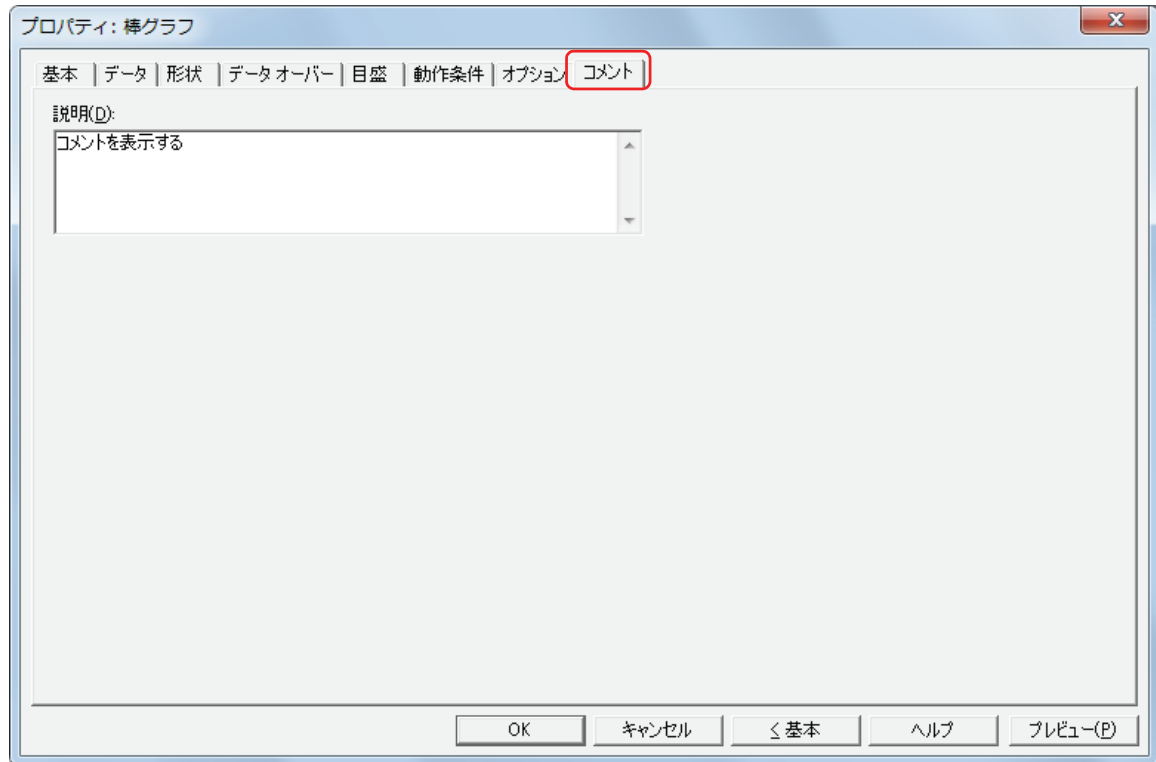 プロパティ: 棒グラフ
基本 データ 形状 データ オーバー 目盛 動作条件 オプション コメント
説明(D):
コメントを表示する
OK キャンセル < 基本 ヘルプ プレビュー(P)